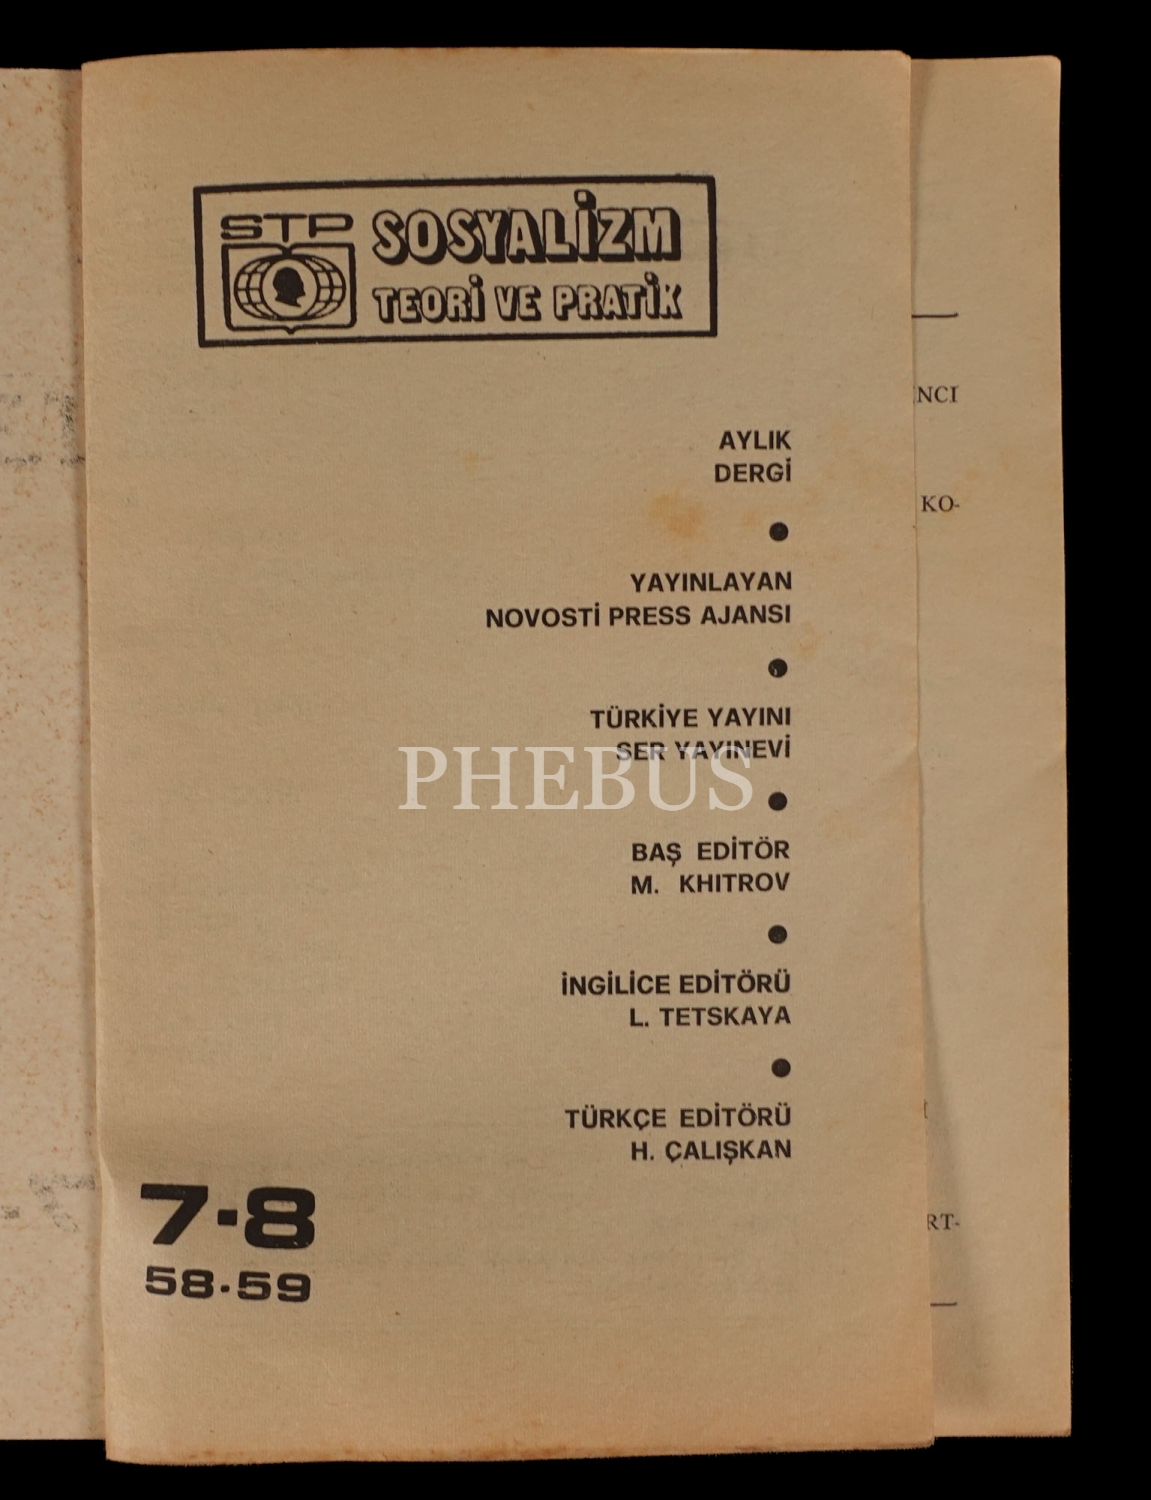 STP
SOSYALİZM
TEORİ VE PRATİK
AYLIK
DERGİ
YAYINLAYAN
NOVOSTİ PRESS AJANSI
TÜRKİYE YAYINI
SER YAYINEVİ
PHEBUS
BAŞ EDİTÖR
M. KHITROV
İNGİLİCE EDİTÖRÜ
L. TETSKAYA
TÜRKÇE EDİTÖRÜ
H. ÇALIŞKAN
7-8
58-59
NCI
KO-
RT-